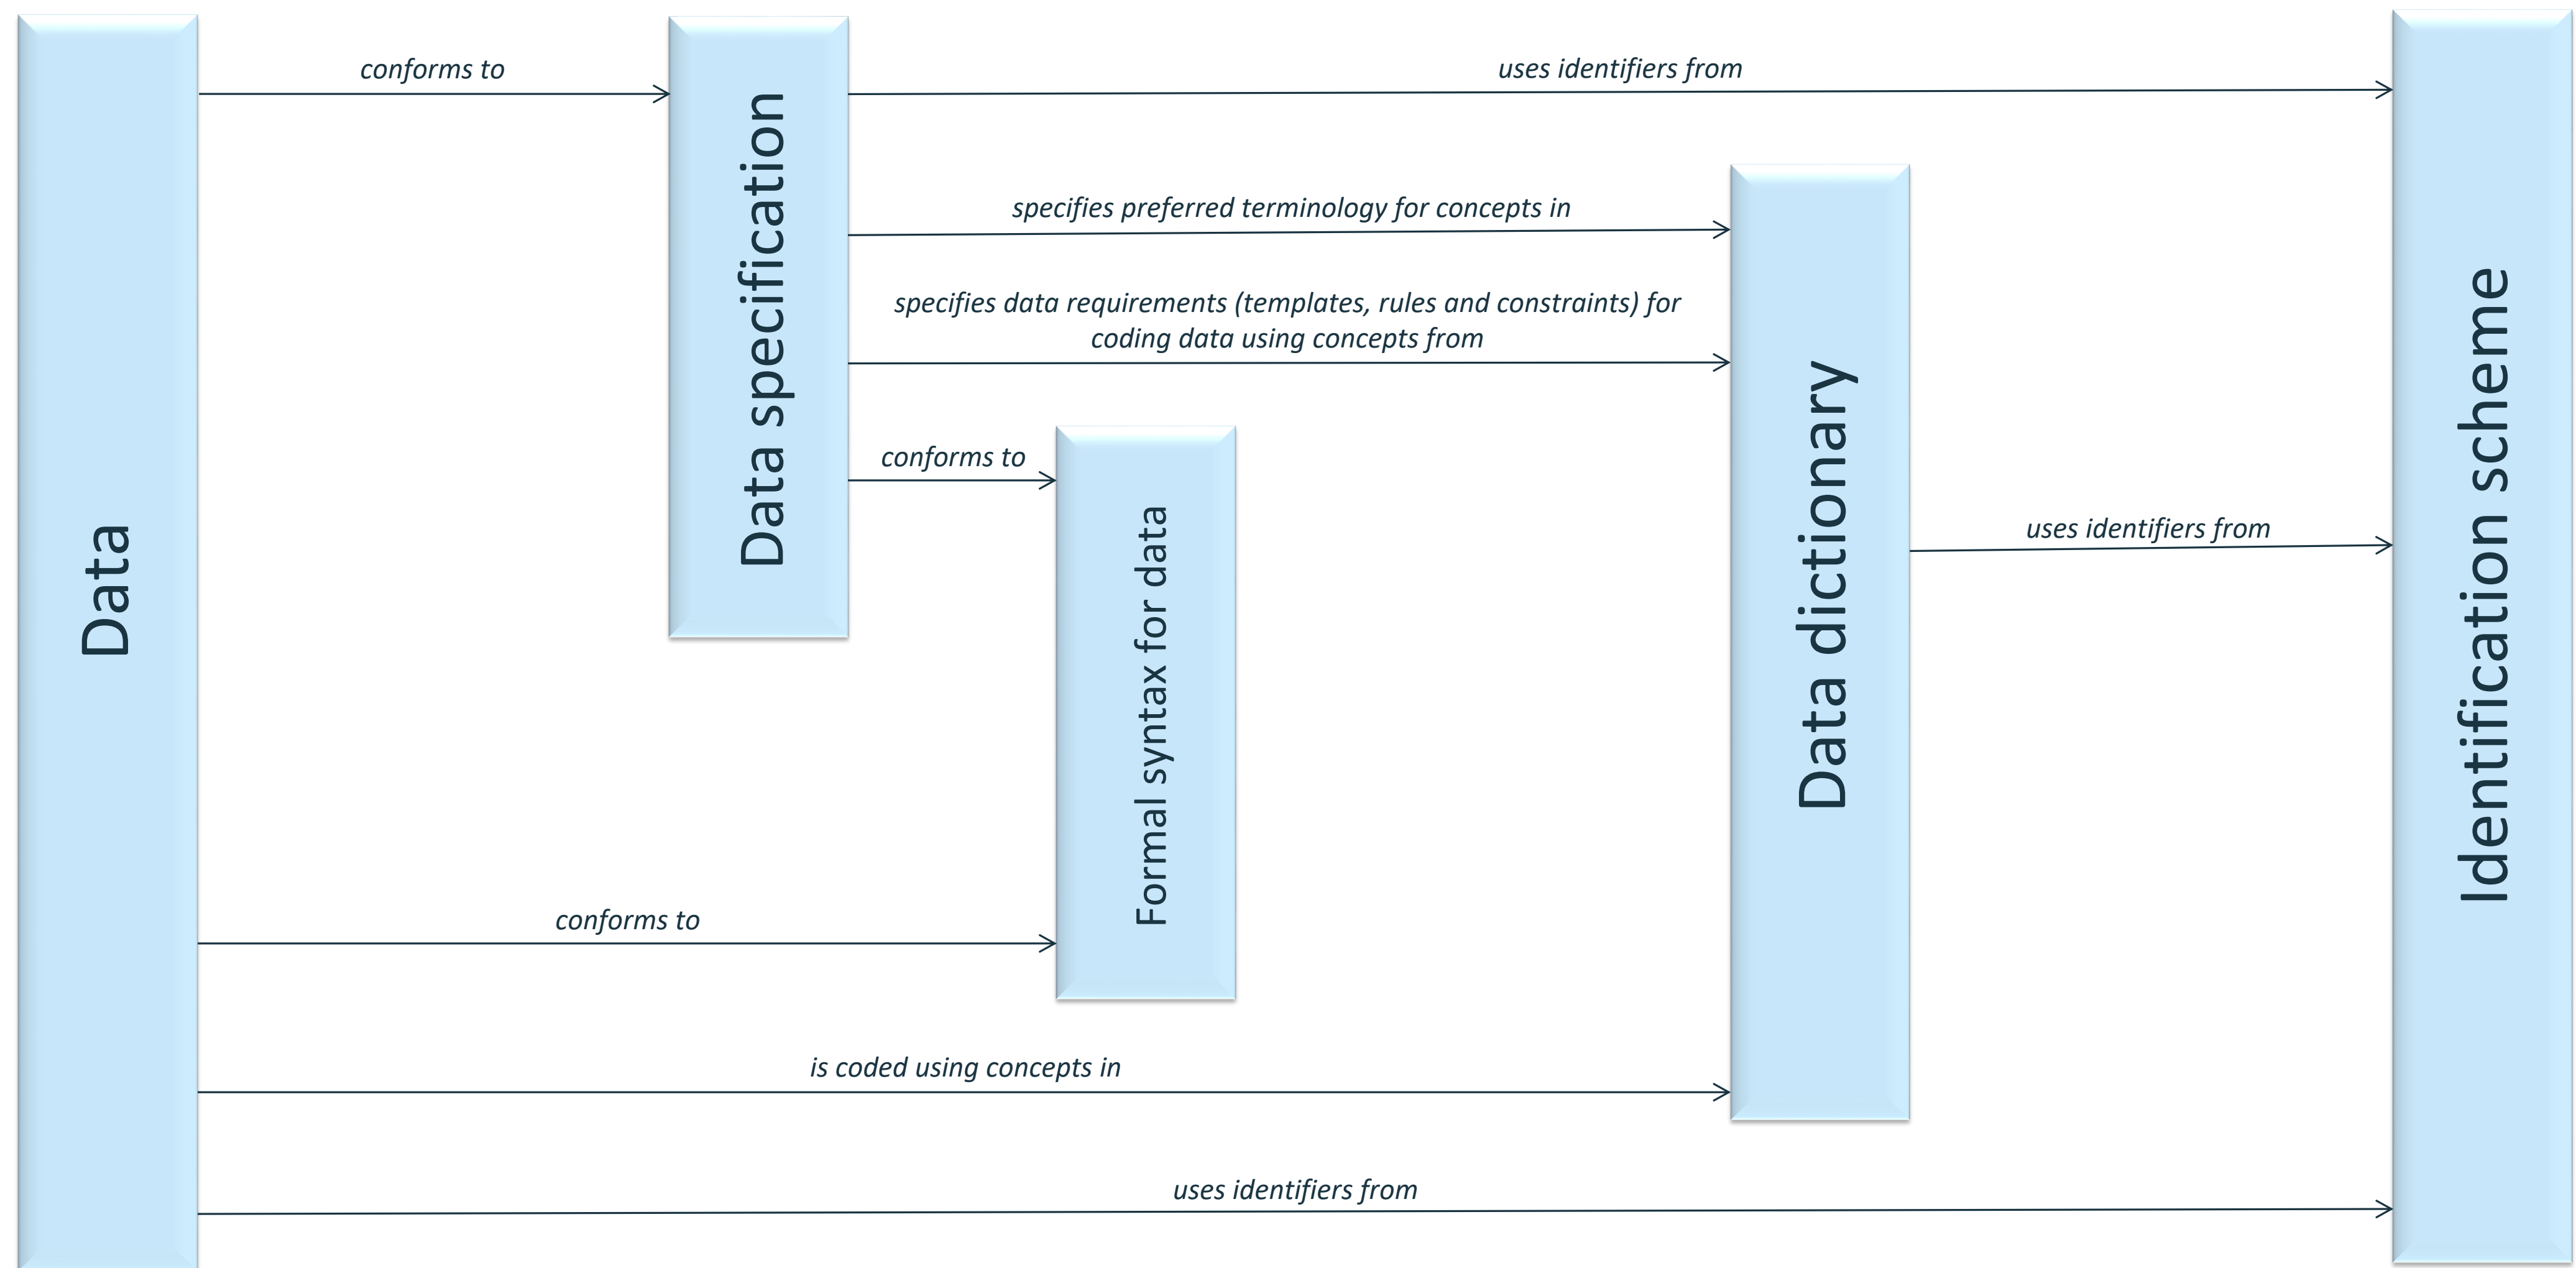 Data
conforms to
Data specification
uses identifiers from
specifies preferred terminology for concepts in
specifies data requirements (templates, rules and constraints) for
coding data using concepts from
conforms to
Formal syntax for data
Data dictionary
uses identifiers from
Identification scheme
conforms to
is coded using concepts in
uses identifiers from